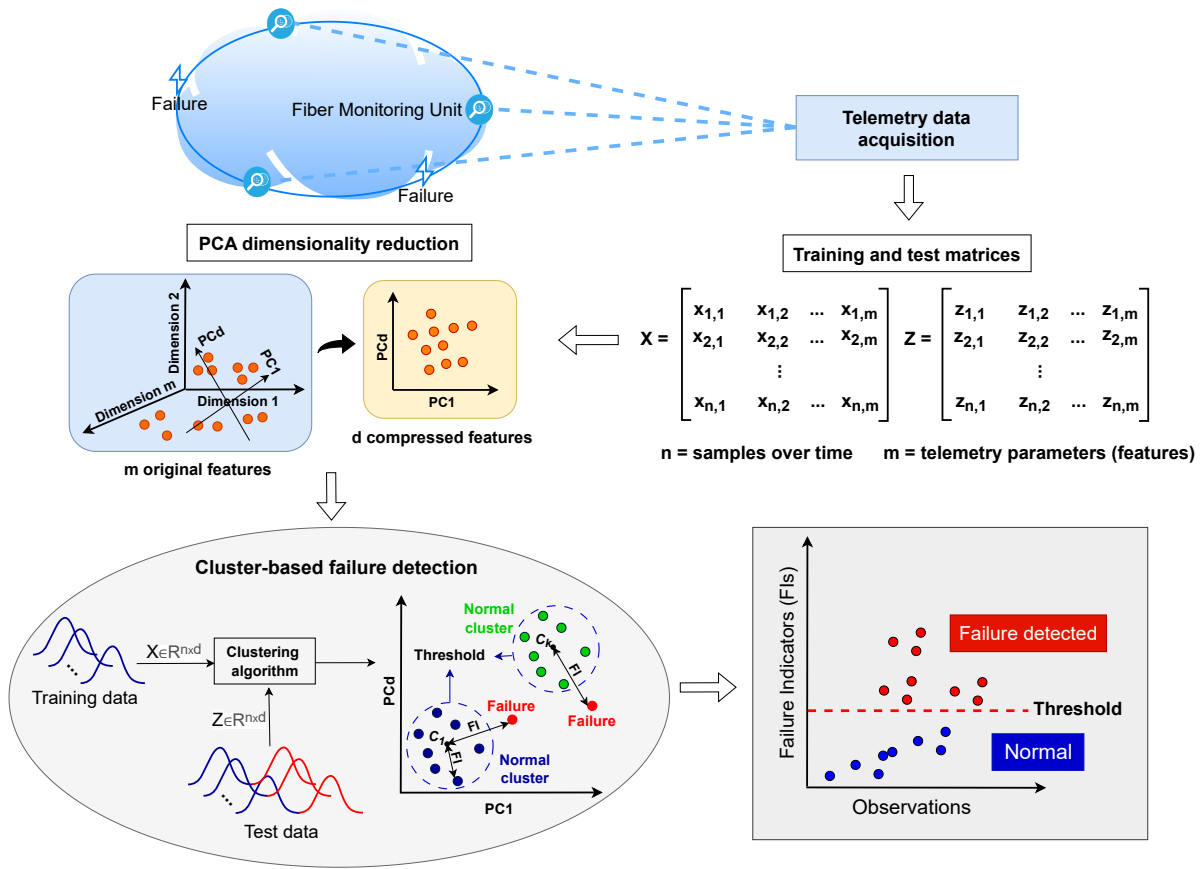 Failure
Fiber Monitoring Unit
Failure
Telemetry data
acquisition
PCA dimensionality reduction
Training and test matrices
Dimension 2
PCd
PC1
Dimension m
Dimension 1
m original features
PCd
PC1
d compressed features
X =
x1,1 x1,2 ... x1,m
x2,1 x2,2 ... x2,m
⋮
xn,1 xn,2 ... xn,m
Z =
z1,1 z1,2 ... z1,m
z2,1 z2,2 ... z2,m
⋮
zn,1 zn,2 ... zn,m
n = samples over time
m = telemetry parameters (features)
Cluster-based failure detection
...
Training data
X∈Rnxd
Clustering
algorithm
Z∈Rnxd
...
Test data
PCd
PC1
Normal
cluster
Ck
FI
Threshold
Failure
Failure
C1
FI
FI
Normal
cluster
Failure Indicators (FIs)
Failure detected
Threshold
Normal
Observations